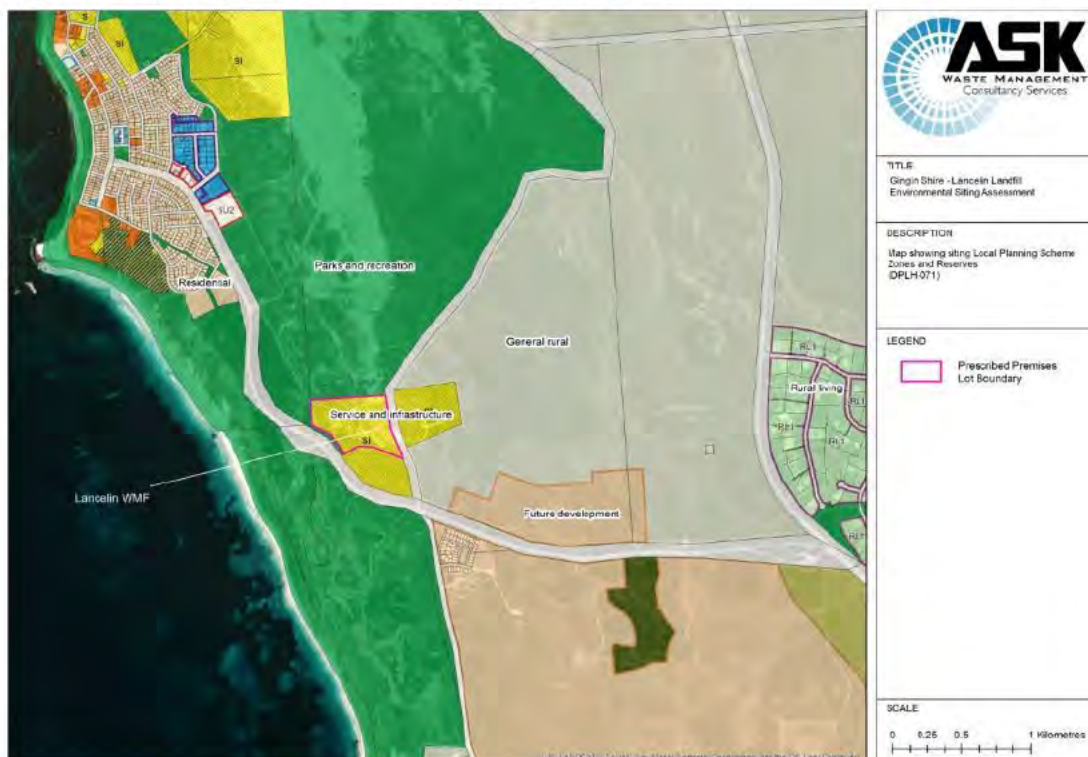 S
SI
SI
SU2
Parks and recreation
Residential
General rural
RL1
Rural living
RL1
RL1
RL1
Service and infrastructure
SI
SI
Lancelin WMF
Future development
ASK
WASTE MANAGEMENT
Consultancy Services
TITLE
Gingin Shire - Lancelin Landfill
Environmental Siting Assessment
DESCRIPTION
Map showing siting Local Planning Scheme
Zones and Reserves
(DPLH-071)
LEGEND
Prescribed Premises
Lot Boundary
SCALE
0 0.25 0.5 1 Kilometres